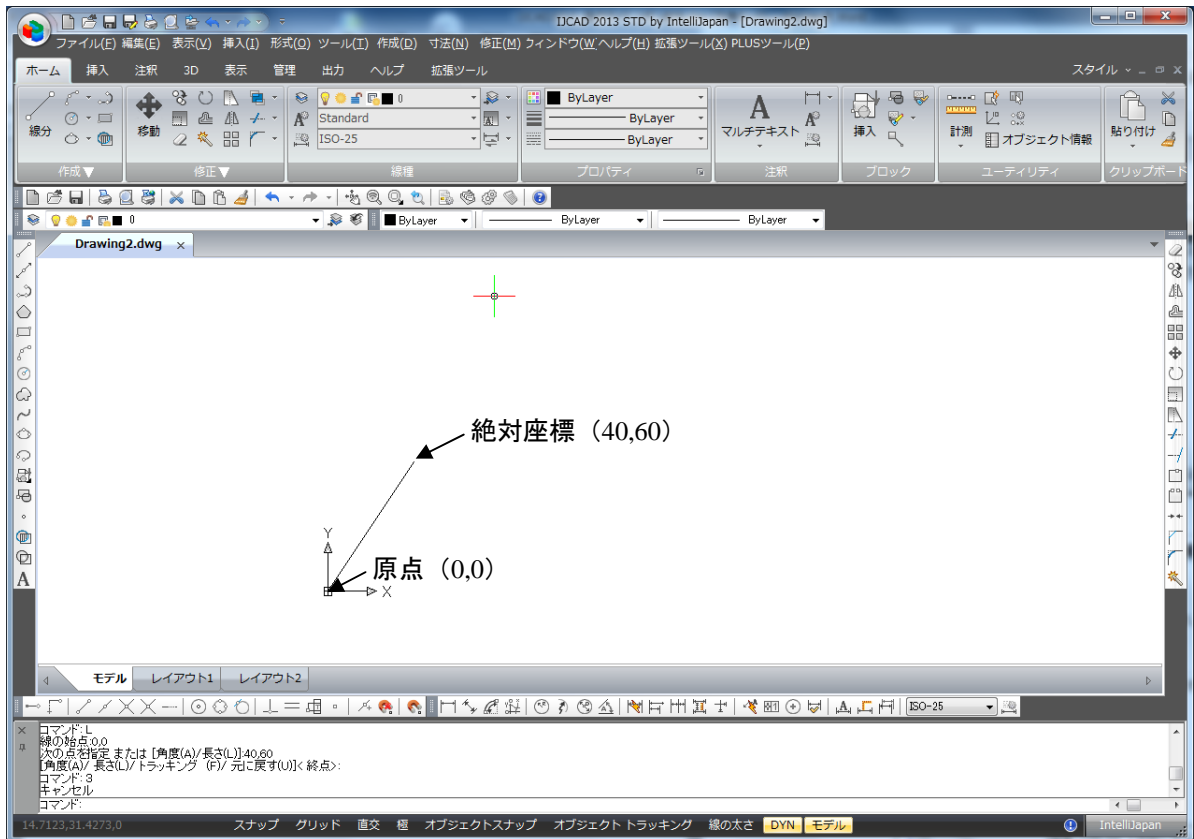 IJCAD 2013 STD by IntelliJapan - [Drawing2.dwg]
ファイル(F) 編集(E) 表示(V) 挿入(I) 形式(O) ツール(T) 作成(D) 寸法(N) 修正(M) ウィンドウ(W ヘルプ(H) 拡張ツール(X) PLUSツール(P)
ホーム 挿入 注釈 3D 表示 管理 出力 ヘルプ 拡張ツール スタイル
0 ByLayer
線分 移動 Standard ByLayer マルチテキスト 挿入 計測 貼り付け
ISO-25 ByLayer オブジェクト情報
作成▼ 修正▼ 線種 プロパティ 注釈 ブロック ユーティリティ クリップボード
0 ByLayer ByLayer ByLayer
Drawing2.dwg
絶対座標（40,60）
Y
原点（0,0）
X
モデル レイアウト1 レイアウト2
ISO-25
コマンド: L
線の始点:0,0
次の点を指定 または [角度(A)/長さ(L)]:40,60
[角度(A)/ 長さ(L)/ トラッキング (F)/ 元に戻す(U)]< 終点>:
コマンド: 3
キャンセル
コマンド:
14.7123,31.4273,0 スナップ グリッド 直交 極 オブジェクトスナップ オブジェクト トラッキング 線の太さ DYN モデル IntelliJapan